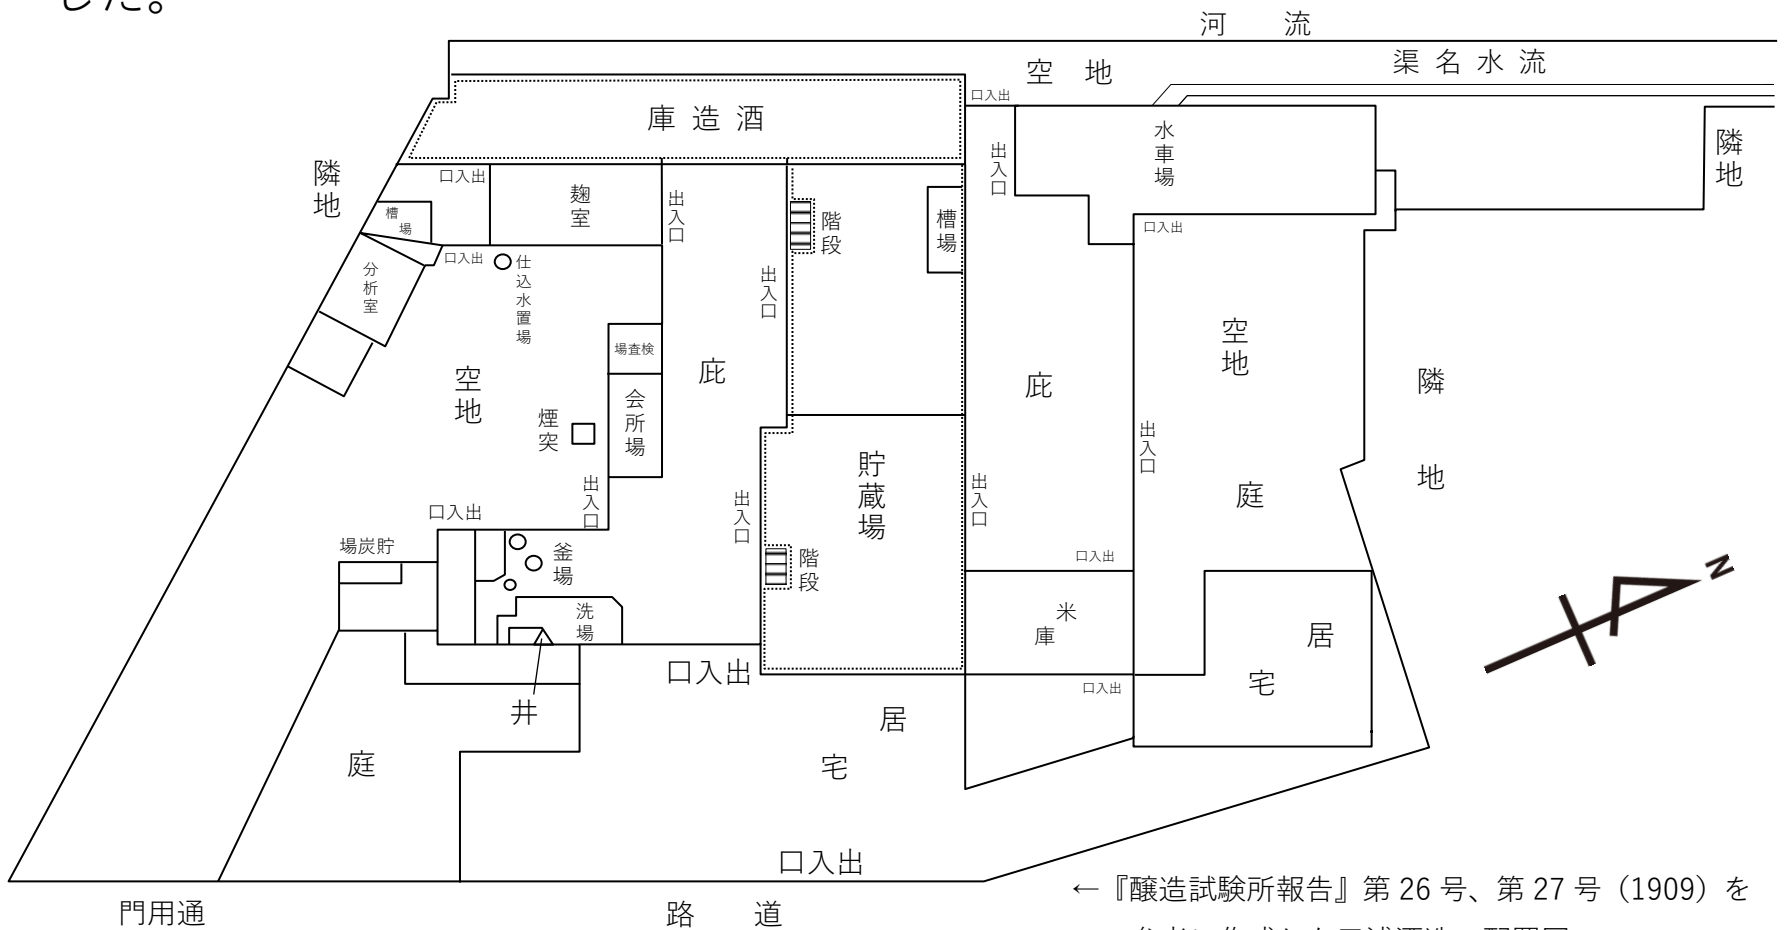 した。
河流
空地
渠名水流
口入出
庫造酒
水車場
出入口
隣地
隣地
口入出
麹室
出入口
階段
槽場
槽場
口入出
口入出
仕込水置場
分析室
出入口
空地
場査検
庇
庇
隣
地
空地
会所場
煙突
出入口
貯蔵場
庭
出入口
出入口
出入口
口入出
場炭貯
釜場
階段
口入出
洗場
米庫
居宅
N
口入出
口入出
井
居宅
庭
口入出
門用通
路道
←『醸造試験所報告』第 26 号、第 27 号（1909）を